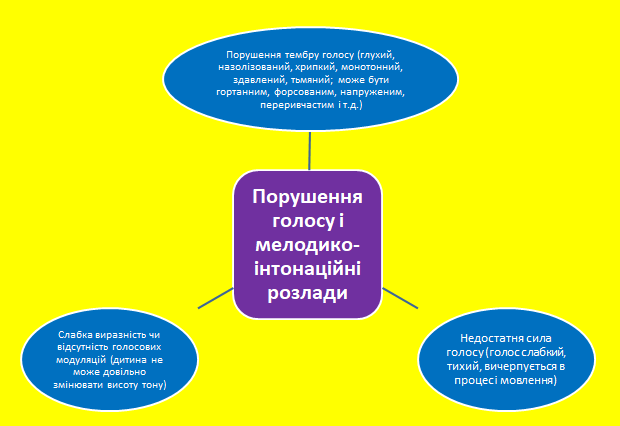 Порушення тембру голосу (глухий,
назолізований, хрипкий, монотонний,
здавлений, тьмяний; може бути
гортанним, форсованим, напруженим,
переривчастим і т.д.)
Порушення
голосу і
мелодико-
інтонаційні
розлади
Слабка виразність чи
відсутність голосових
модуляцій (дитина не
може довільно
змінювати висоту тону)
Недостатня сила
голосу (голос слабкий,
тихий, вичерпується в
процесі мовлення)